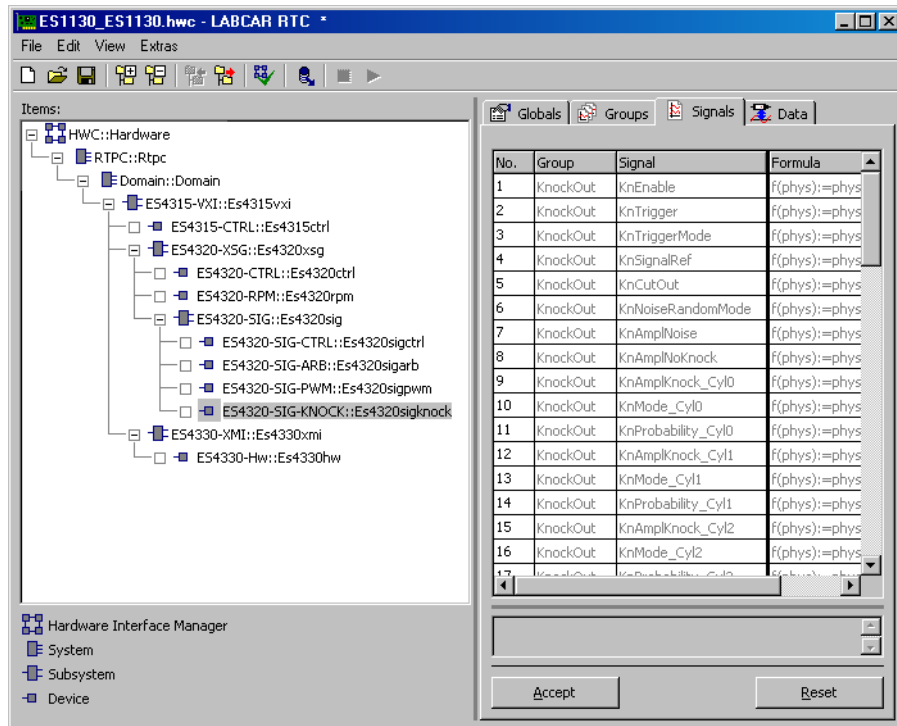 ES1130_ES1130.hwc - LABCAR RTC *
File Edit View Extras
Items:
HWC::Hardware
RTPC::Rtpc
Domain::Domain
ES4315-VXI::Es4315vxi
ES4315-CTRL::Es4315ctrl
ES4320-XSG::Es4320xsg
ES4320-CTRL::Es4320ctrl
ES4320-RPM::Es4320rpm
ES4320-SIG::Es4320sig
ES4320-SIG-CTRL::Es4320sigctrl
ES4320-SIG-ARB::Es4320sigarb
ES4320-SIG-PWM::Es4320sigpwm
ES4320-SIG-KNOCK::Es4320sigknock
ES4330-XMI::Es4330xmi
ES4330-Hw::Es4330hw
Hardware Interface Manager
System
Subsystem
Device
Globals Groups Signals Data
No. Group Signal Formula
1 KnockOut KnEnable f(phys):=phys
2 KnockOut KnTrigger f(phys):=phys
3 KnockOut KnTriggerMode f(phys):=phys
4 KnockOut KnSignalRef f(phys):=phys
5 KnockOut KnCutOut f(phys):=phys
6 KnockOut KnNoiseRandomMode f(phys):=phys
7 KnockOut KnAmplNoise f(phys):=phys
8 KnockOut KnAmplNoKnock f(phys):=phys
9 KnockOut KnAmplKnock_Cyl0 f(phys):=phys
10 KnockOut KnMode_Cyl0 f(phys):=phys
11 KnockOut KnProbability_Cyl0 f(phys):=phys
12 KnockOut KnAmplKnock_Cyl1 f(phys):=phys
13 KnockOut KnMode_Cyl1 f(phys):=phys
14 KnockOut KnProbability_Cyl1 f(phys):=phys
15 KnockOut KnAmplKnock_Cyl2 f(phys):=phys
16 KnockOut KnMode_Cyl2 f(phys):=phys
Accept Reset